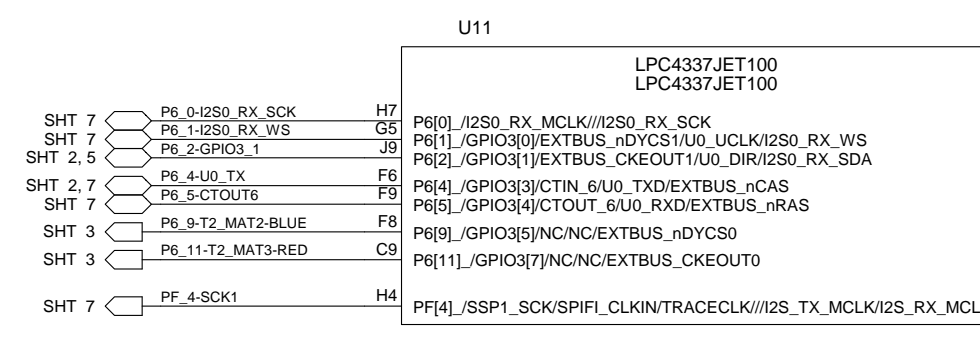 U11
LPC4337JET100
LPC4337JET100
SHT 7 P6_0-I2S0_RX_SCK H7 P6[0]_/I2S0_RX_MCLK///I2S0_RX_SCK
SHT 7 P6_1-I2S0_RX_WS G5 P6[1]_/GPIO3[0]/EXTBUS_nDYCS1/U0_UCLK/I2S0_RX_WS
SHT 2, 5 P6_2-GPIO3_1 J9 P6[2]_/GPIO3[1]/EXTBUS_CKEOUT1/U0_DIR/I2S0_RX_SDA
SHT 2, 7 P6_4-U0_TX F6 P6[4]_/GPIO3[3]/CTIN_6/U0_TXD/EXTBUS_nCAS
SHT 7 P6_5-CTOUT6 F9 P6[5]_/GPIO3[4]/CTOUT_6/U0_RXD/EXTBUS_nRAS
SHT 3 P6_9-T2_MAT2-BLUE F8 P6[9]_/GPIO3[5]/NC/NC/EXTBUS_nDYCS0
SHT 3 P6_11-T2_MAT3-RED C9 P6[11]_/GPIO3[7]/NC/NC/EXTBUS_CKEOUT0
SHT 7 PF_4-SCK1 H4 PF[4]_/SSP1_SCK/SPIFI_CLKIN/TRACECLK///I2S_TX_MCLK/I2S_RX_MCL